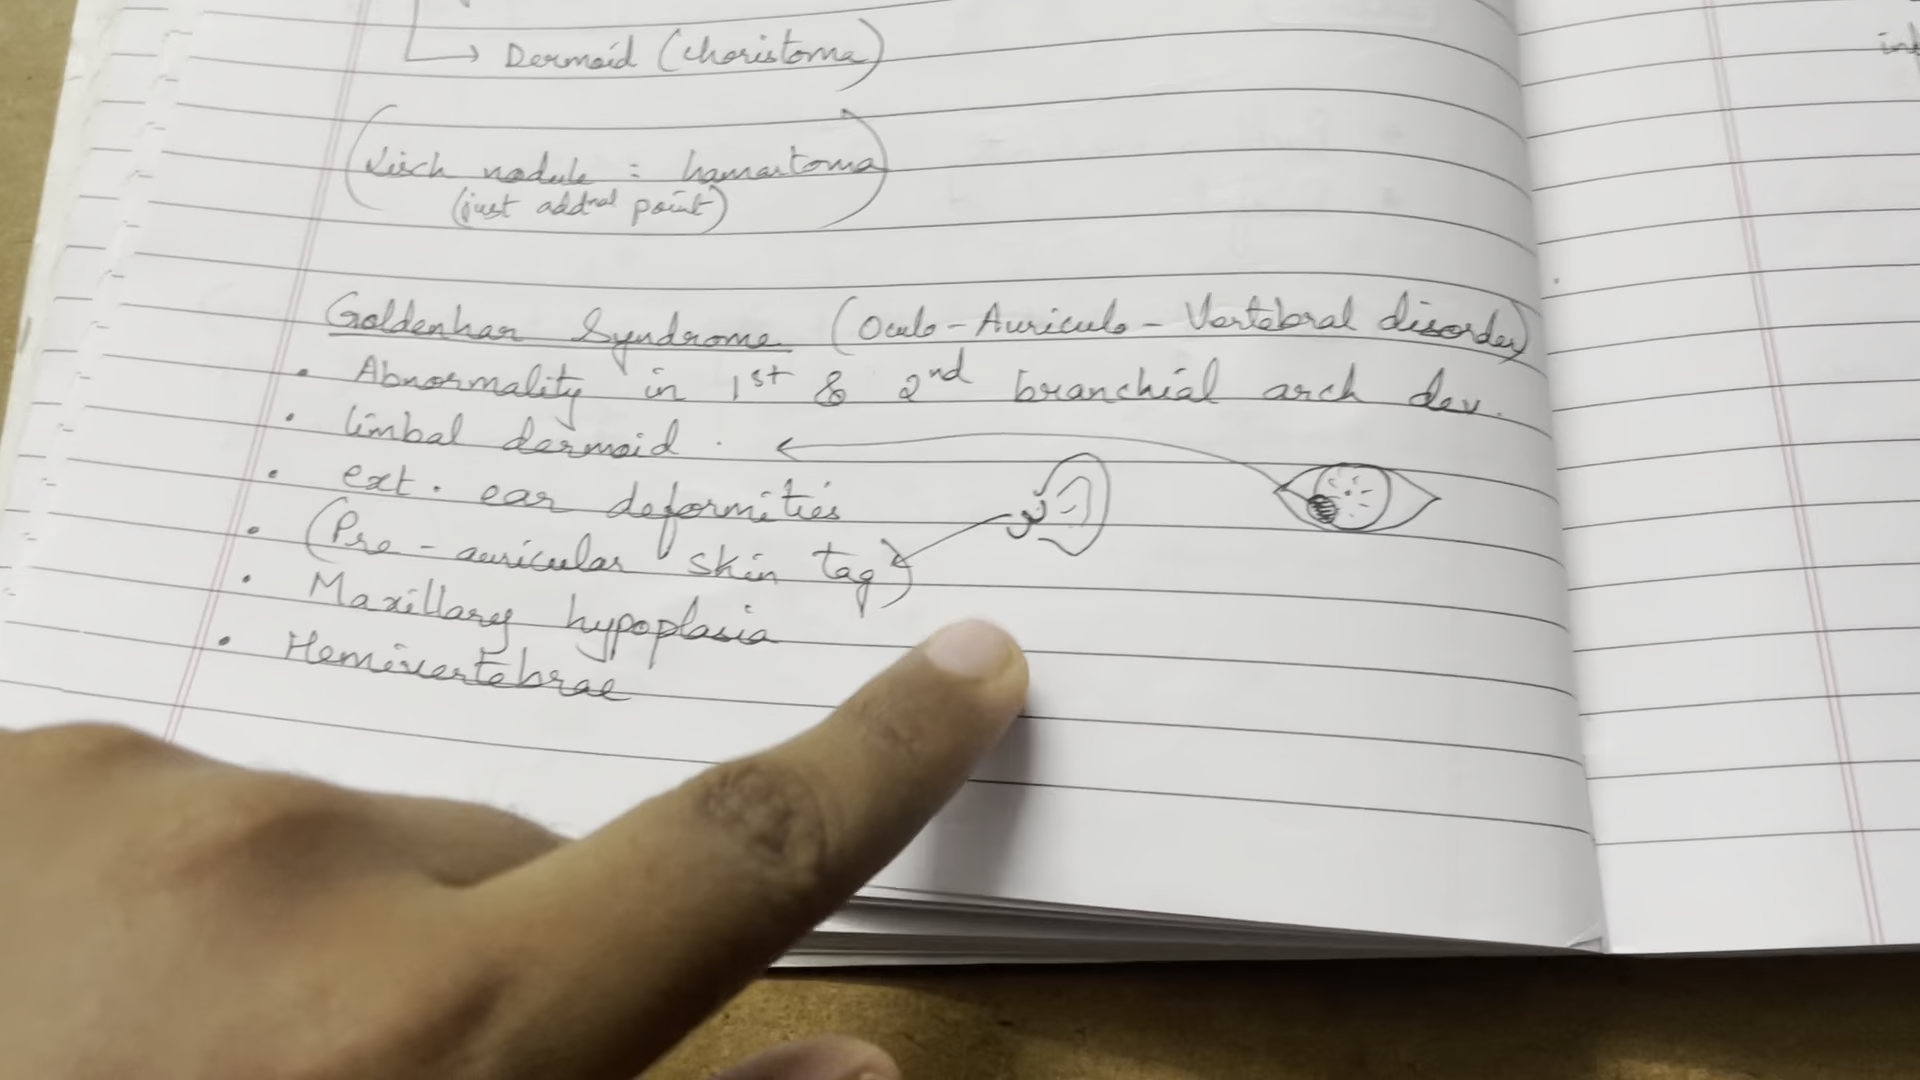 → Dermoid (choristoma)
(Lisch nodule = hamartoma
(just addnal point))
Goldenhar Syndrome (Oculo-Auriculo-Vertebral disorder)
• Abnormality in 1st & 2nd branchial arch dev.
• limbal dermoid.
• ext. ear deformities
• (Pre-auricular skin tag)
• Maxillary hypoplasia
• Hemivertebrae